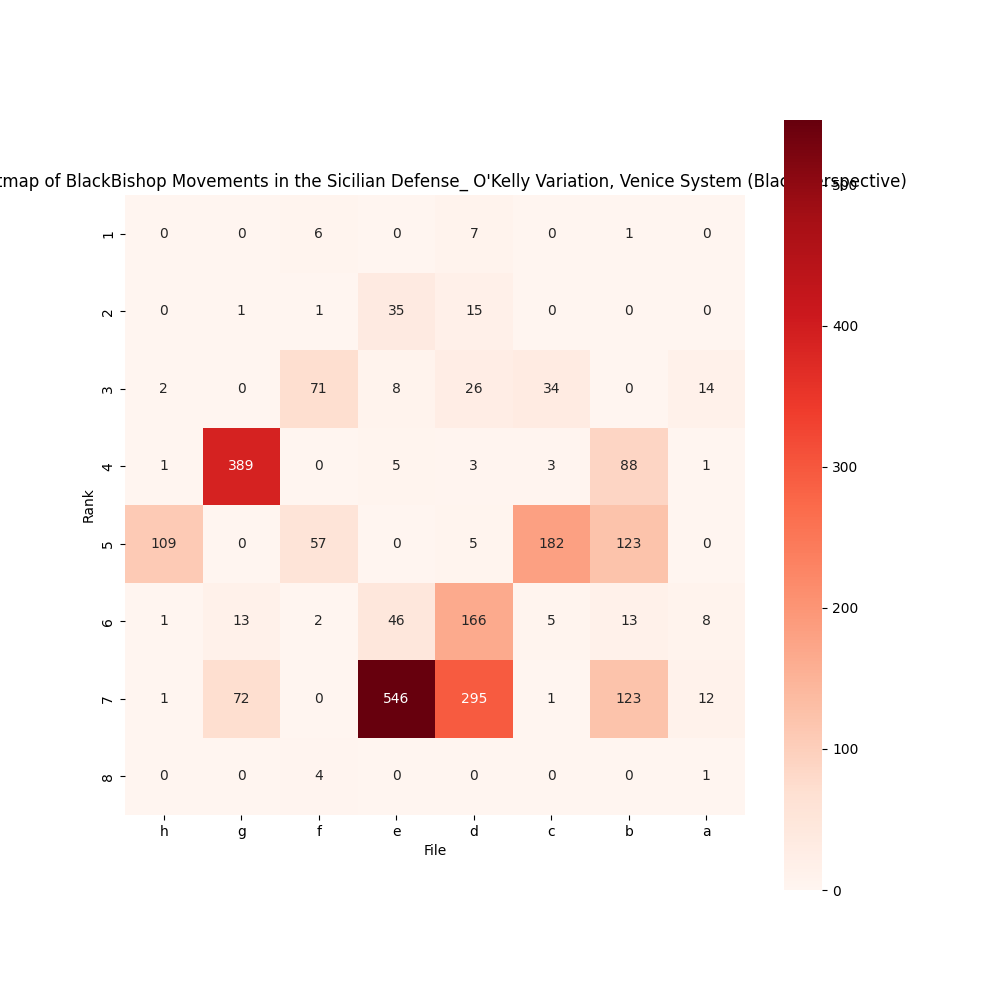 tmap of BlackBishop Movements in the Sicilian Defense_ O'Kelly Variation, Venice System (Blac erspective)
500
1 0 0 6 0 7 0 1 0
2 0 1 1 35 15 0 0 0
400
3 2 0 71 8 26 34 0 14
4 1 389 0 5 3 3 88 1
300
Rank
5 109 0 57 0 5 182 123 0
200
6 1 13 2 46 166 5 13 8
7 1 72 0 546 295 1 123 12
100
8 0 0 4 0 0 0 0 1
h g f e d c b a
File
0